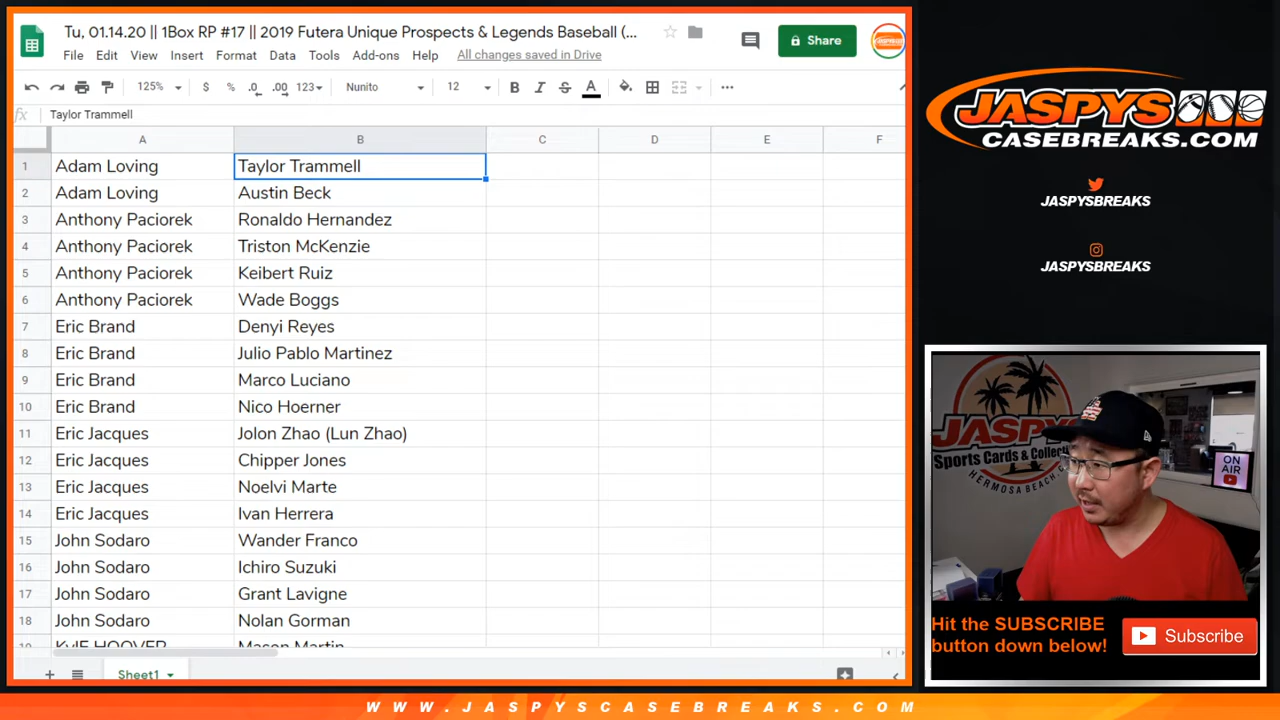 Tu, 01.14.20 || 1Box RP #17 || 2019 Futera Unique Prospects & Legends Baseball (...
File Edit View Insert Format Data Tools Add-ons Help All changes saved in Drive
Share
125% $ % .0 .00 123 Nunito 12 B I S A
fx Taylor Trammell
A B C D E F
1 Adam Loving Taylor Trammell
2 Adam Loving Austin Beck
3 Anthony Paciorek Ronaldo Hernandez
4 Anthony Paciorek Triston McKenzie
5 Anthony Paciorek Keibert Ruiz
6 Anthony Paciorek Wade Boggs
7 Eric Brand Denyi Reyes
8 Eric Brand Julio Pablo Martinez
9 Eric Brand Marco Luciano
10 Eric Brand Nico Hoerner
11 Eric Jacques Jolon Zhao (Lun Zhao)
12 Eric Jacques Chipper Jones
13 Eric Jacques Noelvi Marte
14 Eric Jacques Ivan Herrera
15 John Sodaro Wander Franco
16 John Sodaro Ichiro Suzuki
17 John Sodaro Grant Lavigne
18 John Sodaro Nolan Gorman
19 KylE HOOVER Mason Martin
Sheet1
JASPYS
CASEBREAKS.COM
JASPYSBREAKS
JASPYSBREAKS
JASPYS
Sports Cards & Collectibles
HERMOSA BEACH
ON
AIR
Hit the SUBSCRIBE
button down below!
Subscribe
WWW.JASPYSCASEBREAKS.COM